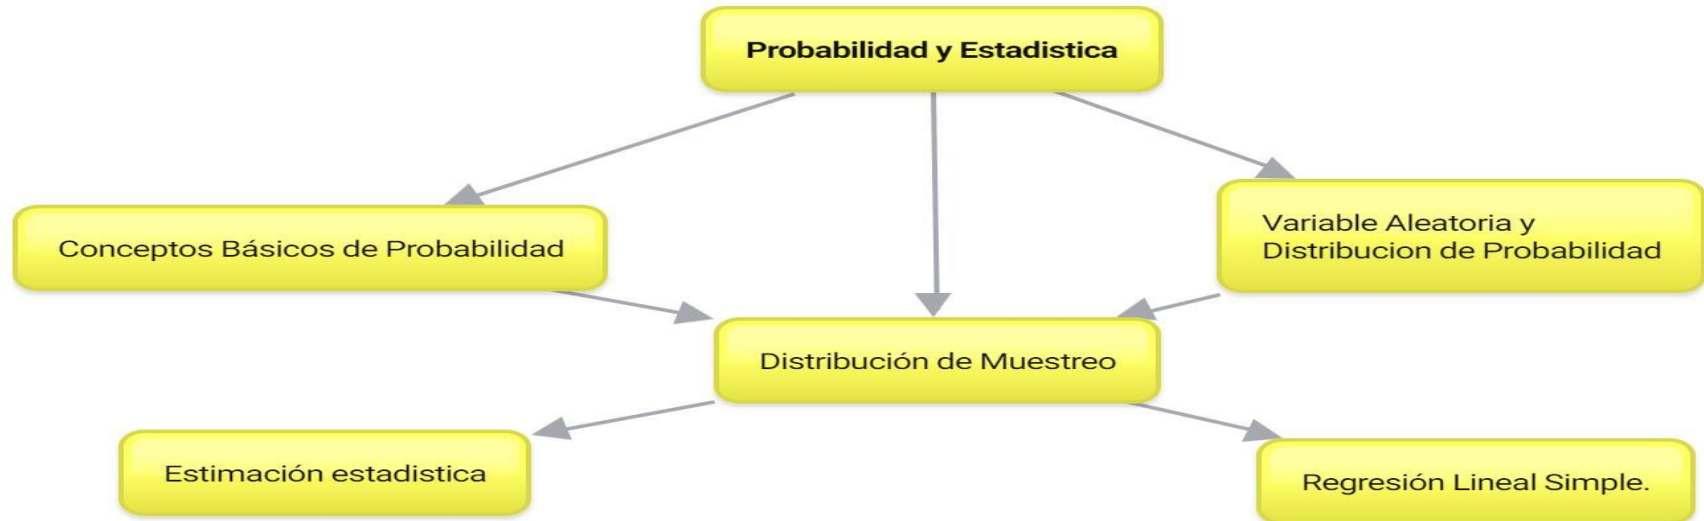 Probabilidad y Estadistica
Conceptos Básicos de Probabilidad
Variable Aleatoria y
Distribucion de Probabilidad
Distribución de Muestreo
Estimación estadistica
Regresión Lineal Simple.